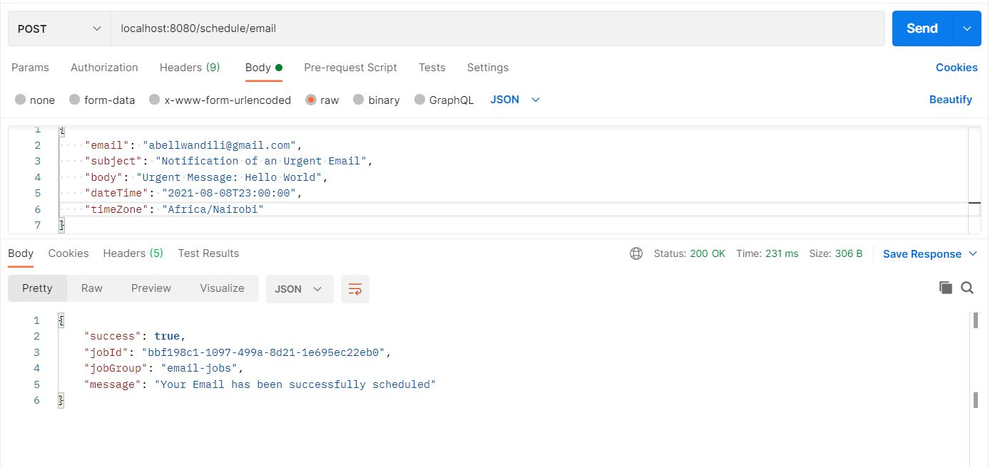 POST localhost:8080/schedule/email Send
Params Authorization Headers (9) Body Pre-request Script Tests Settings Cookies
none form-data x-www-form-urlencoded raw binary GraphQL JSON Beautify
1 {
2 "email": "abellwandili@gmail.com",
3 "subject": "Notification of an Urgent Email",
4 "body": "Urgent Message: Hello World",
5 "dateTime": "2021-08-08T23:00:00",
6 "timeZone": "Africa/Nairobi"
7 }
Body Cookies Headers (5) Test Results Status: 200 OK Time: 231 ms Size: 306 B Save Response
Pretty Raw Preview Visualize JSON
1 {
2 "success": true,
3 "jobId": "bbf198c1-1097-499a-8d21-1e695ec22eb0",
4 "jobGroup": "email-jobs",
5 "message": "Your Email has been successfully scheduled"
6 }